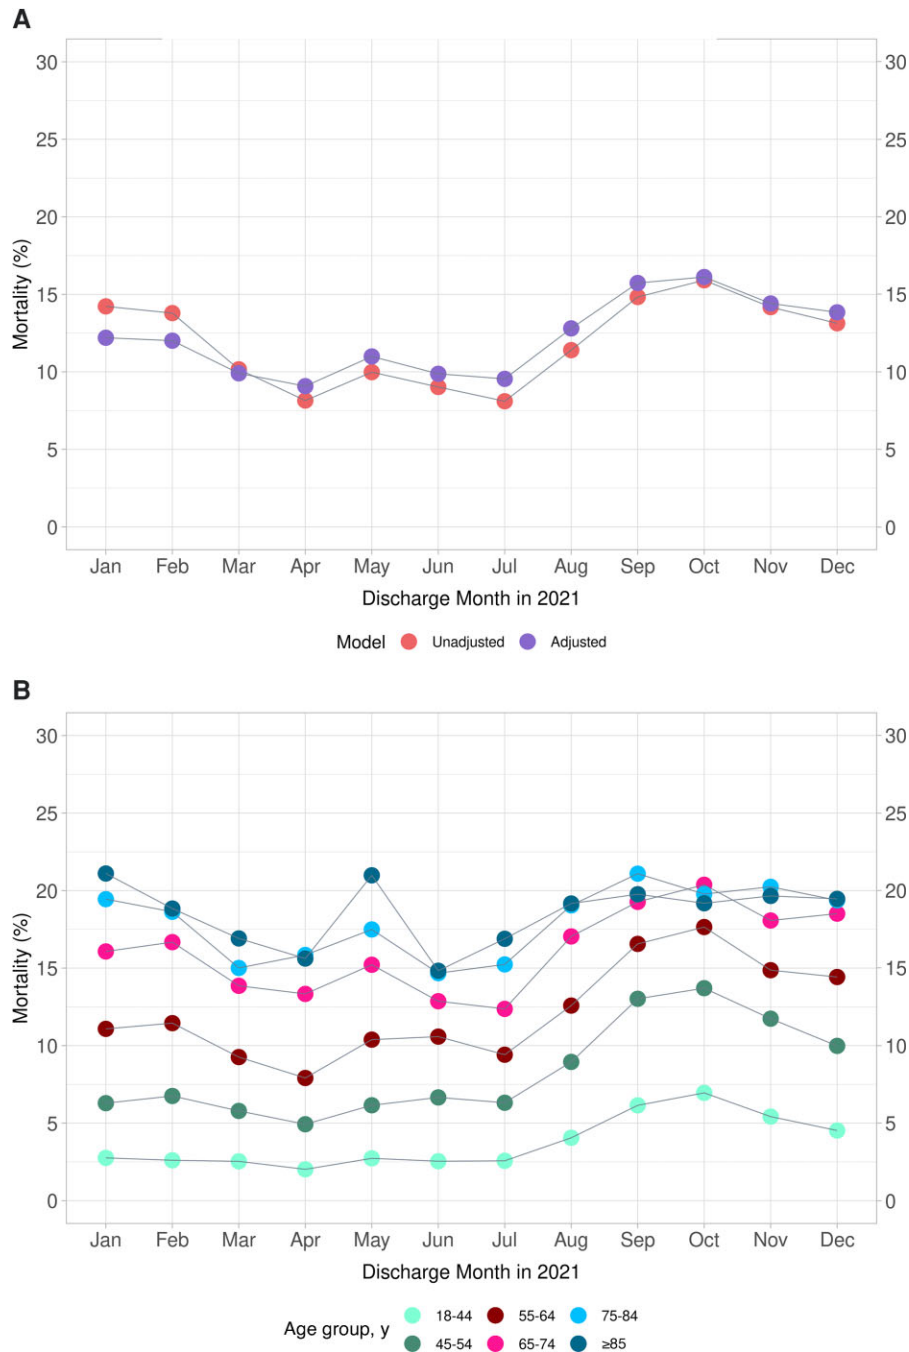 A
30 30
25 25
20 20
15 15
10 10
5 5
0 0
Mortality (%)
Jan Feb Mar Apr May Jun Jul Aug Sep Oct Nov Dec
Discharge Month in 2021
Model Unadjusted Adjusted
B
30 30
25 25
20 20
15 15
10 10
5 5
0 0
Mortality (%)
Jan Feb Mar Apr May Jun Jul Aug Sep Oct Nov Dec
Discharge Month in 2021
Age group, y
18-44 55-64 75-84
45-54 65-74 ≥85